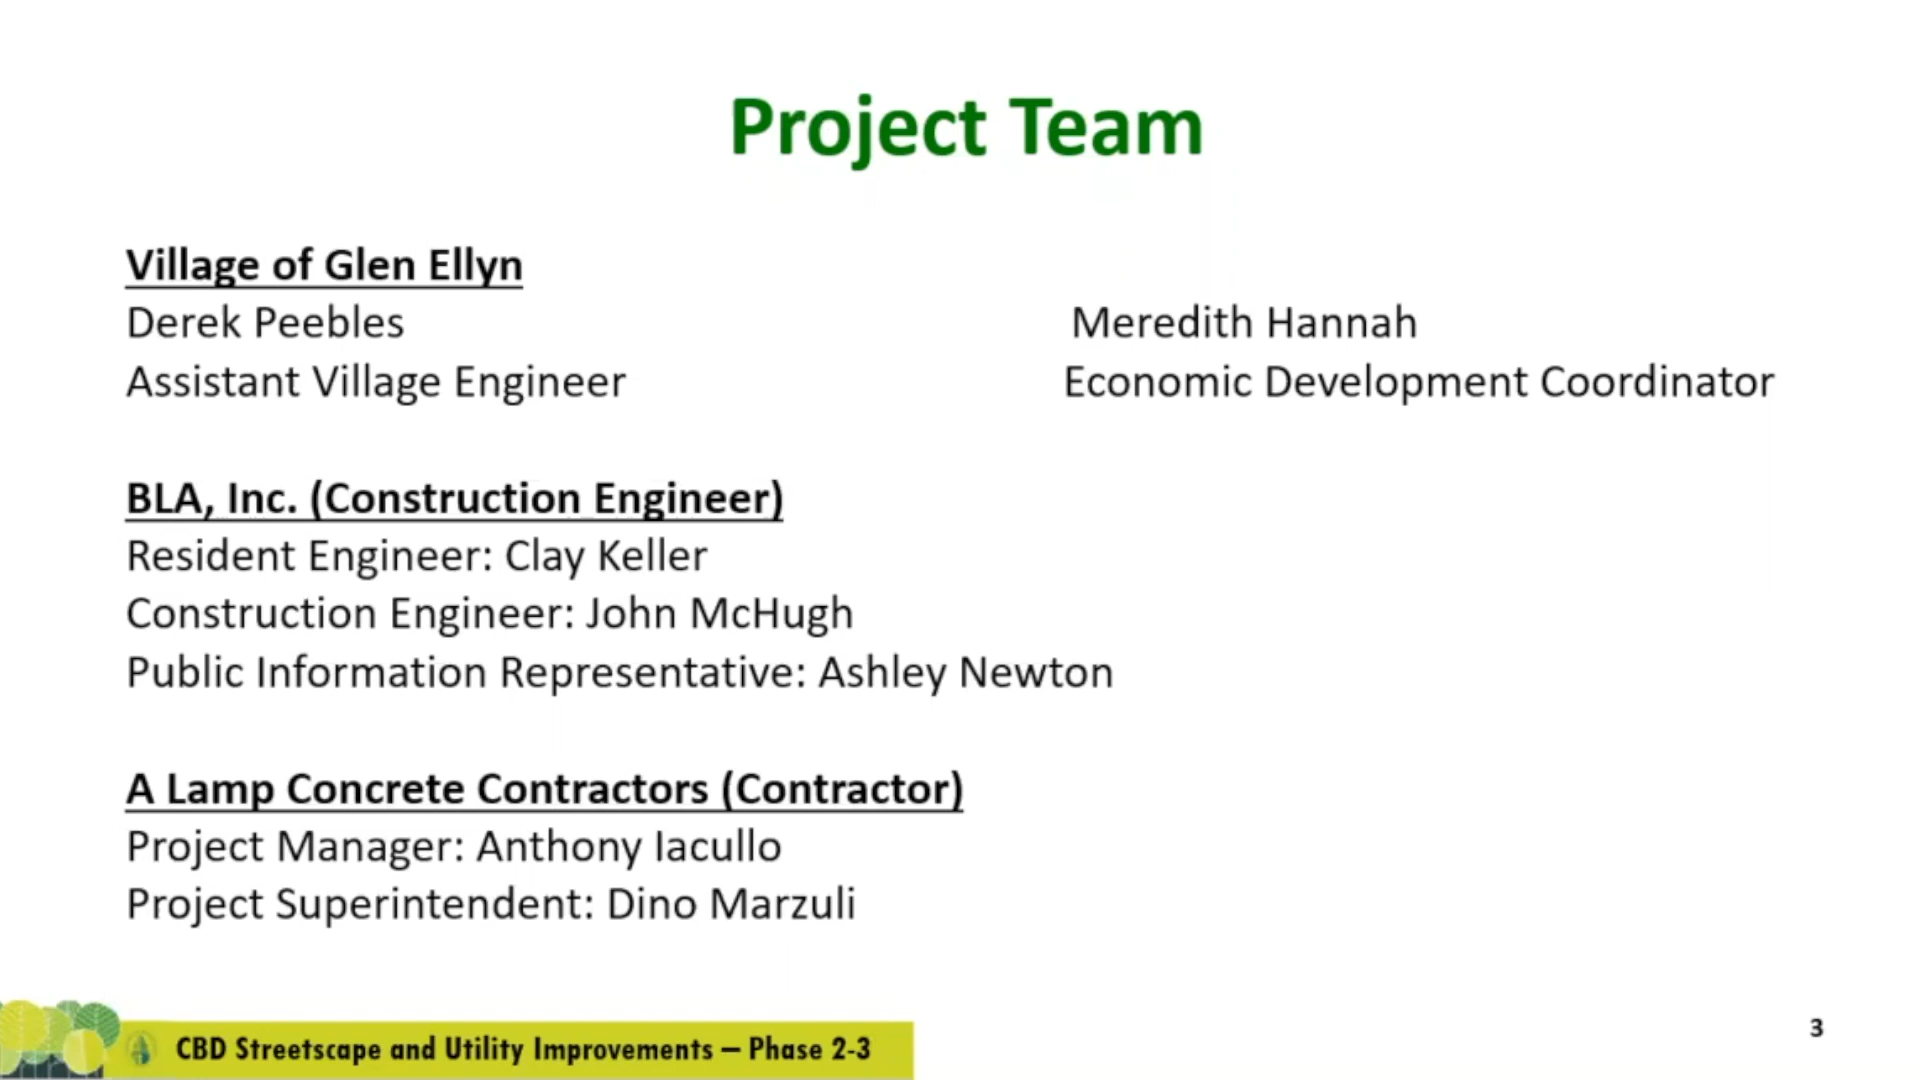 Project Team
Village of Glen Ellyn
Derek Peebles
Meredith Hannah
Assistant Village Engineer
Economic Development Coordinator
BLA, Inc. (Construction Engineer)
Resident Engineer: Clay Keller
Construction Engineer: John McHugh
Public Information Representative: Ashley Newton
A Lamp Concrete Contractors (Contractor)
Project Manager: Anthony Iacullo
Project Superintendent: Dino Marzuli
CBD Streetscape and Utility Improvements – Phase 2-3
3